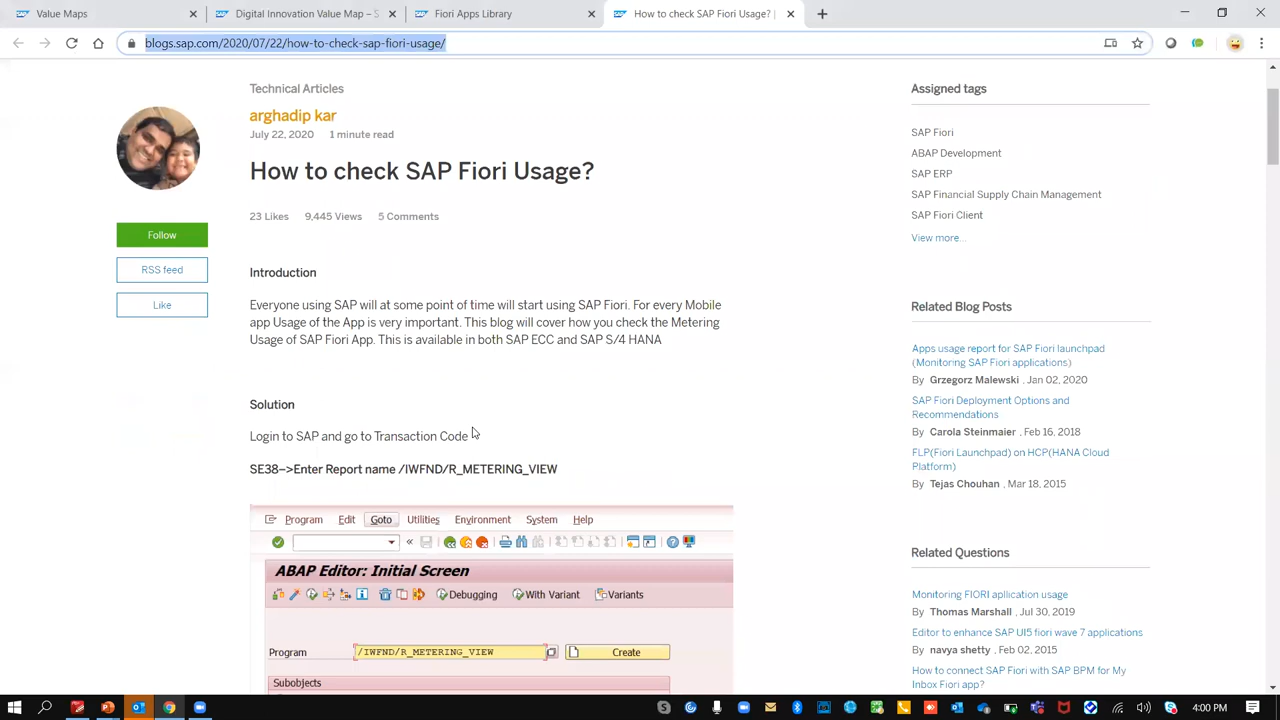 Value Maps
Digital Innovation Value Maps – S
Fiori Apps Library
How to check SAP Fiori Usage? |
blogs.sap.com/2020/07/22/how-to-check-sap-fiori-usage/
Technical Articles
arghadip kar
July 22, 2020 1 minute read
How to check SAP Fiori Usage?
23 Likes 9,445 Views 5 Comments
Follow
RSS feed
Like
Introduction
Everyone using SAP will at some point of time will start using SAP Fiori. For every Mobile
app Usage of the App is very important. This blog will cover how you check the Metering
Usage of SAP Fiori App. This is available in both SAP ECC and SAP S/4 HANA
Solution
Login to SAP and go to Transaction Code
SE38–>Enter Report name /IWFND/R_METERING_VIEW
Program Edit Goto Utilities Environment System Help
ABAP Editor: Initial Screen
Debugging With Variant Variants
Program /IWFND/R_METERING_VIEW Create
Subobjects
Assigned tags
SAP Fiori
ABAP Development
SAP ERP
SAP Financial Supply Chain Management
SAP Fiori Client
View more...
Related Blog Posts
Apps usage report for SAP Fiori launchpad
(Monitoring SAP Fiori applications)
By Grzegorz Malewski , Jan 02, 2020
SAP Fiori Deployment Options and
Recommendations
By Carola Steinmaier , Feb 16, 2018
FLP(Fiori Launchpad) on HCP(HANA Cloud
Platform)
By Tejas Chouhan , Mar 18, 2015
Related Questions
Monitoring FIORI apllication usage
By Thomas Marshall , Jul 30, 2019
Editor to enhance SAP UI5 fiori wave 7 applications
By navya shetty , Feb 02, 2015
How to connect SAP Fiori with SAP BPM for My
Inbox Fiori app?
4:00 PM